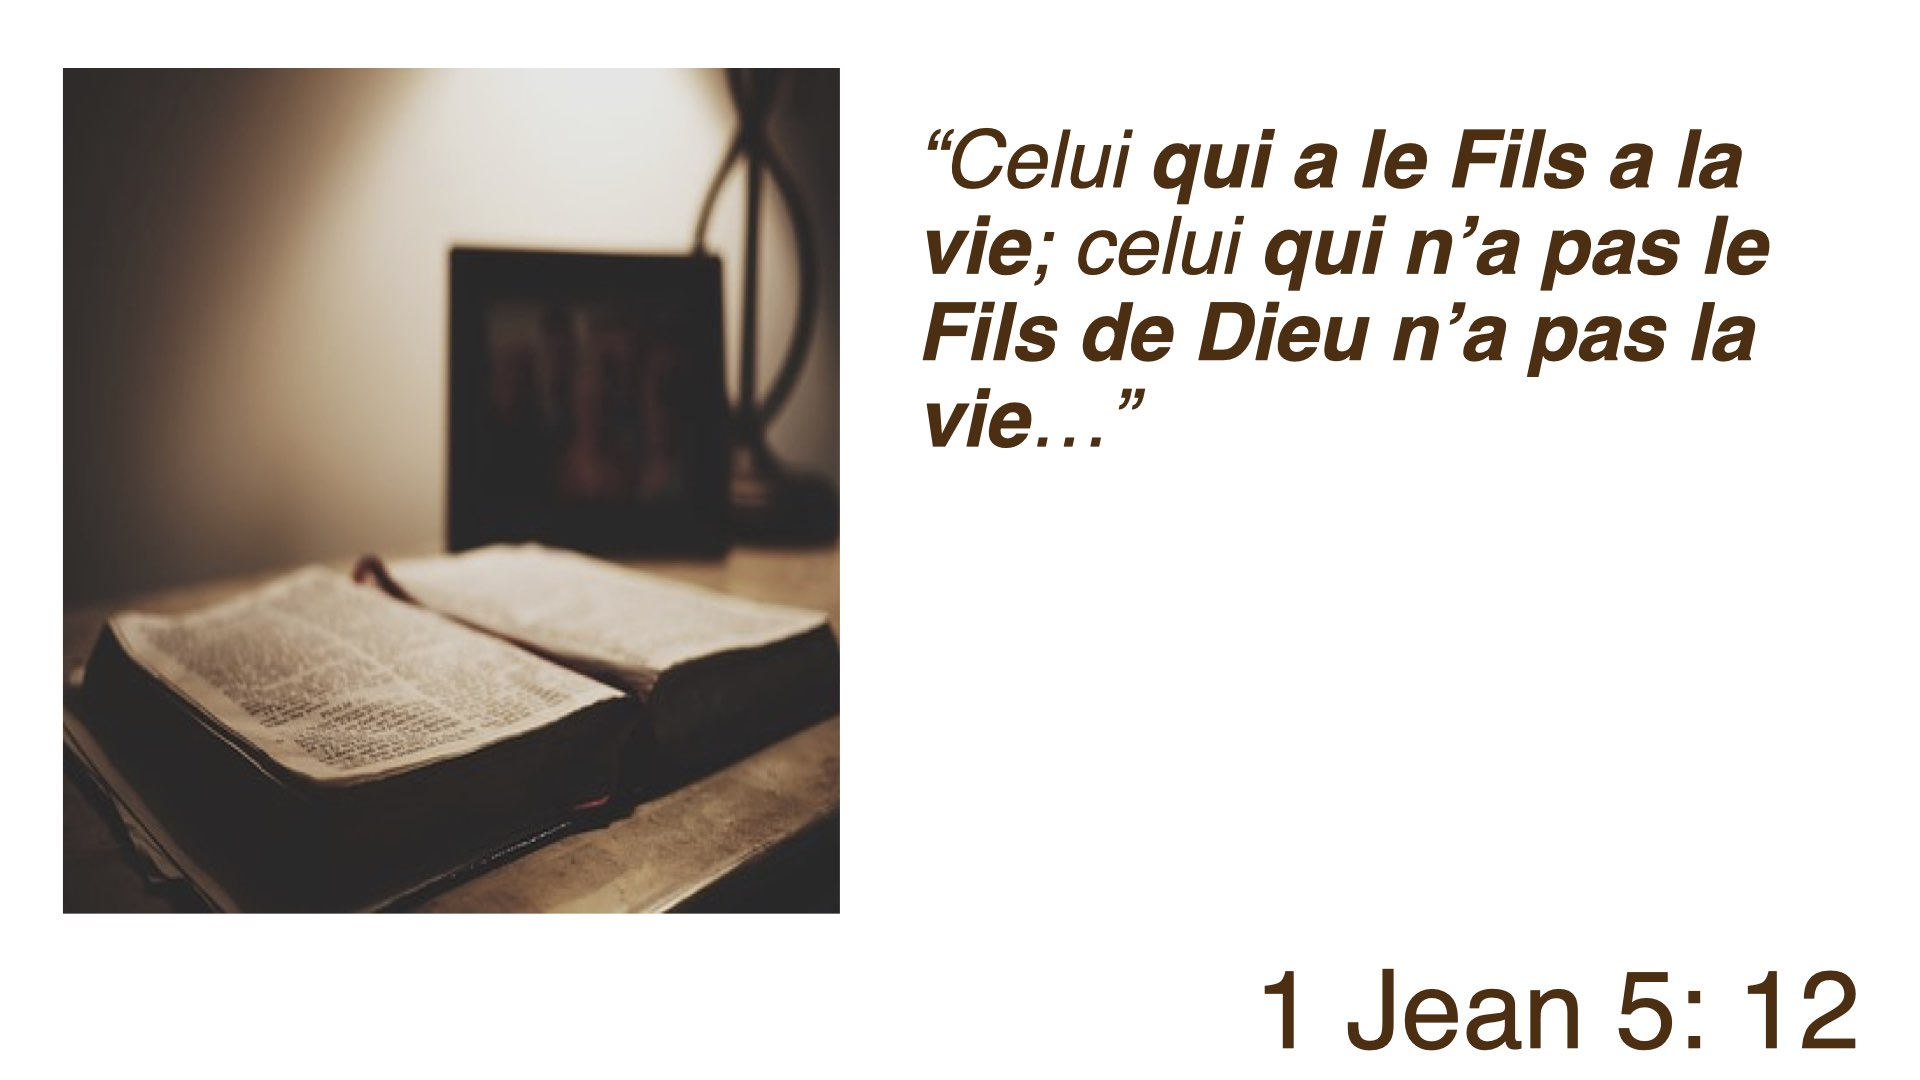 “Celui qui a le Fils a la
vie; celui qui n’a pas le
Fils de Dieu n’a pas la
vie…”
1 Jean 5: 12